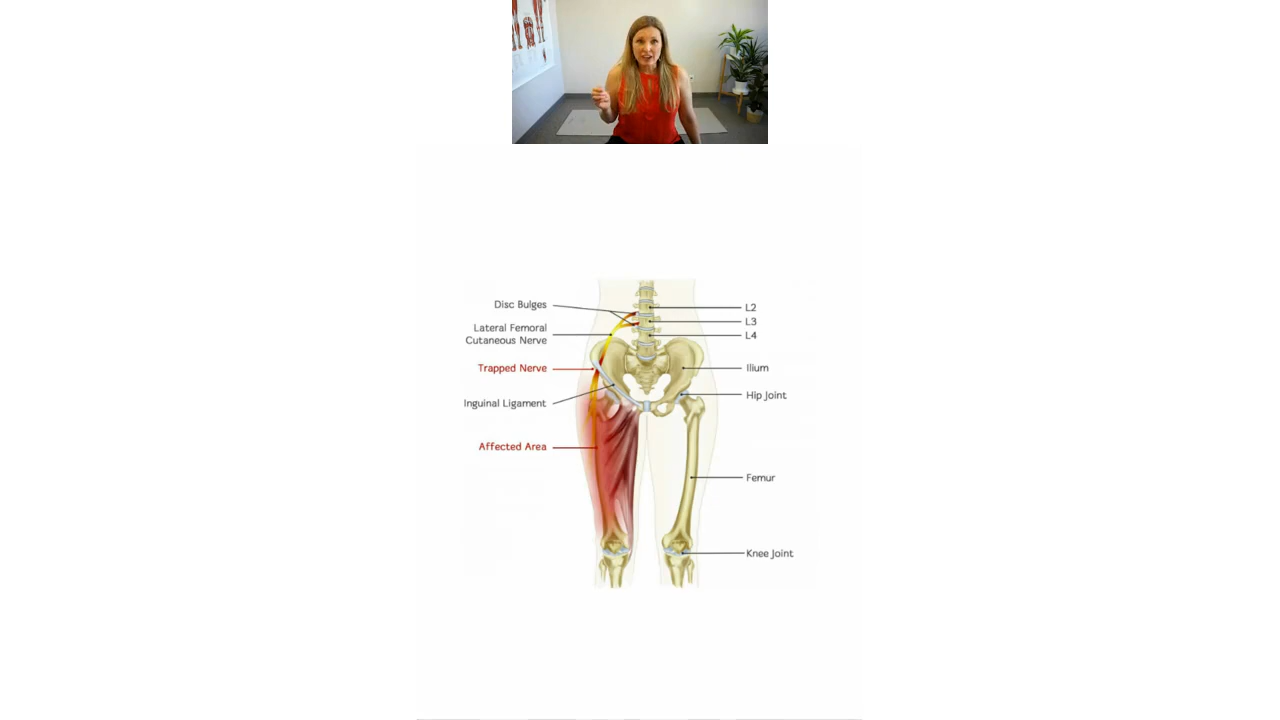 Disc Bulges
Lateral Femoral
Cutaneous Nerve
Trapped Nerve
Inguinal Ligament
Affected Area
L2
L3
L4
Ilium
Hip Joint
Femur
Knee Joint